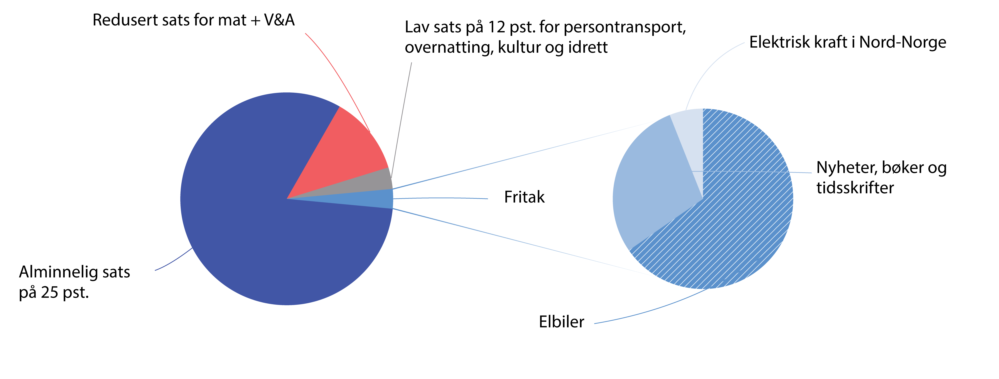 Redusert sats for mat + V&A
Lav sats på 12 pst. for persontransport,
overnatting, kultur og idrett
Elektrisk kraft i Nord-Norge
Nyheter, bøker og
tidsskrifter
Fritak
Alminnelig sats
på 25 pst.
Elbiler